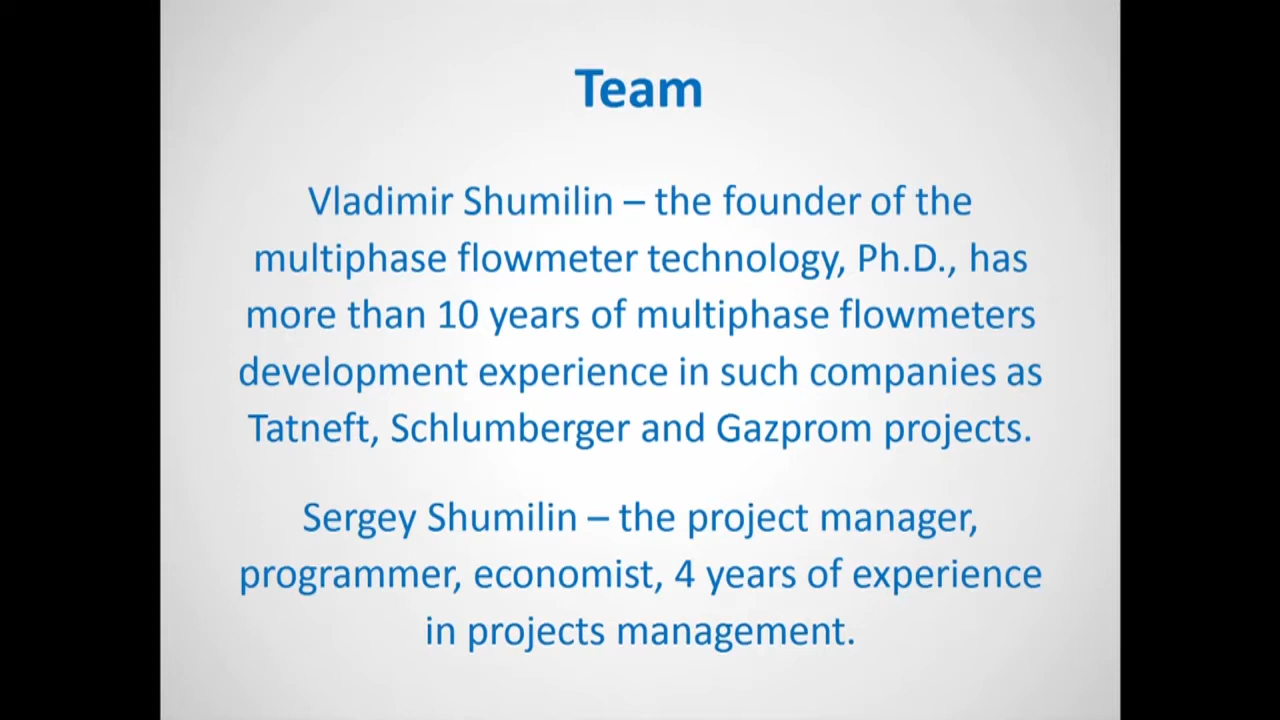 Team
Vladimir Shumilin – the founder of the
multiphase flowmeter technology, Ph.D., has
more than 10 years of multiphase flowmeters
development experience in such companies as
Tatneft, Schlumberger and Gazprom projects.
Sergey Shumilin – the project manager,
programmer, economist, 4 years of experience
in projects management.